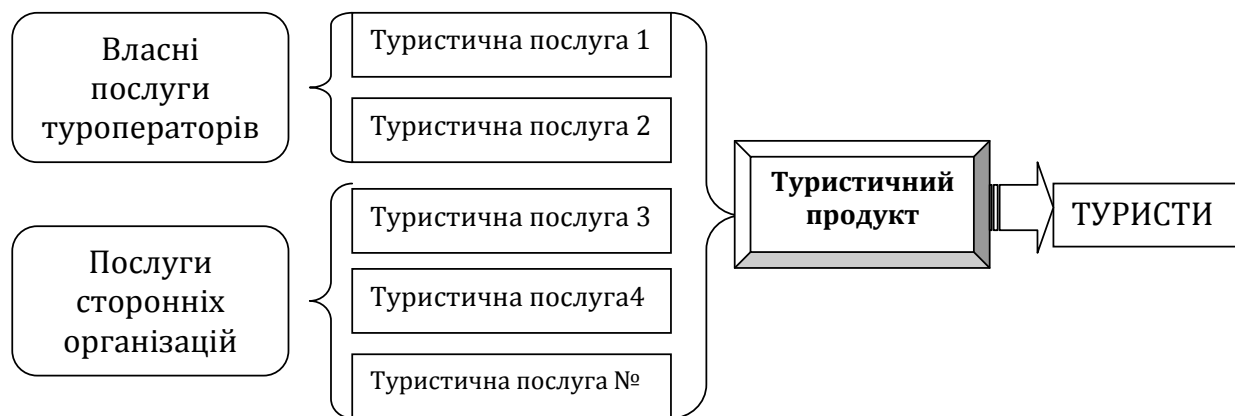 Власні
послуги
туроператорів
Туристична послуга 1
Туристична послуга 2
Послуги
сторонніх
організацій
Туристична послуга 3
Туристична послуга4
Туристична послуга №
Туристичний
продукт
ТУРИСТИ